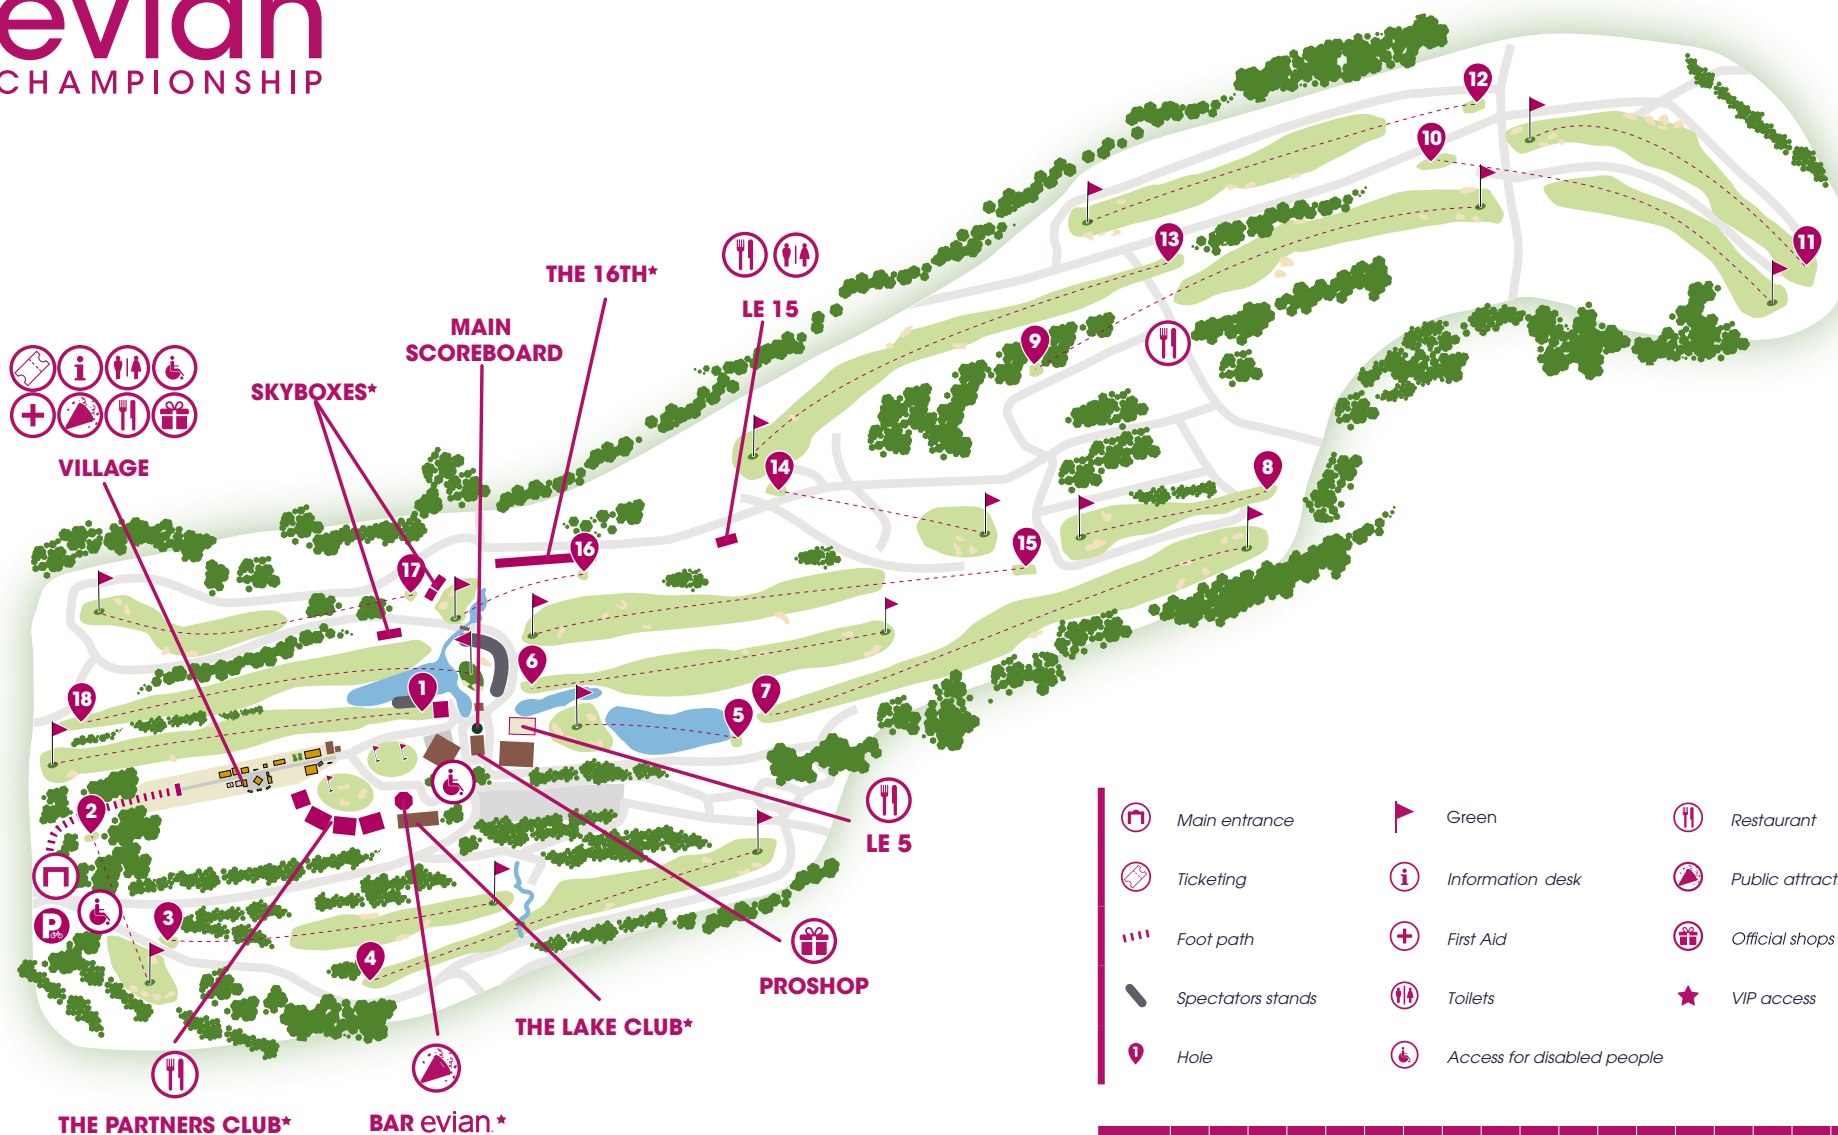 evian
CHAMPIONSHIP
12
10
11
13
THE 16TH★
LE 15
MAIN
SCOREBOARD
9
SKYBOXES★
VILLAGE
14
8
15
16
17
6
18
1
7
5
2
LE 5
3
4
PROSHOP
THE LAKE CLUB★
THE PARTNERS CLUB★
BAR evian.★
P
Main entrance
Green
Restaurant
Ticketing
Information desk
Public attract
Foot path
First Aid
Official shops
Spectators stands
Toilets
VIP access
1
Hole
Access for disabled people